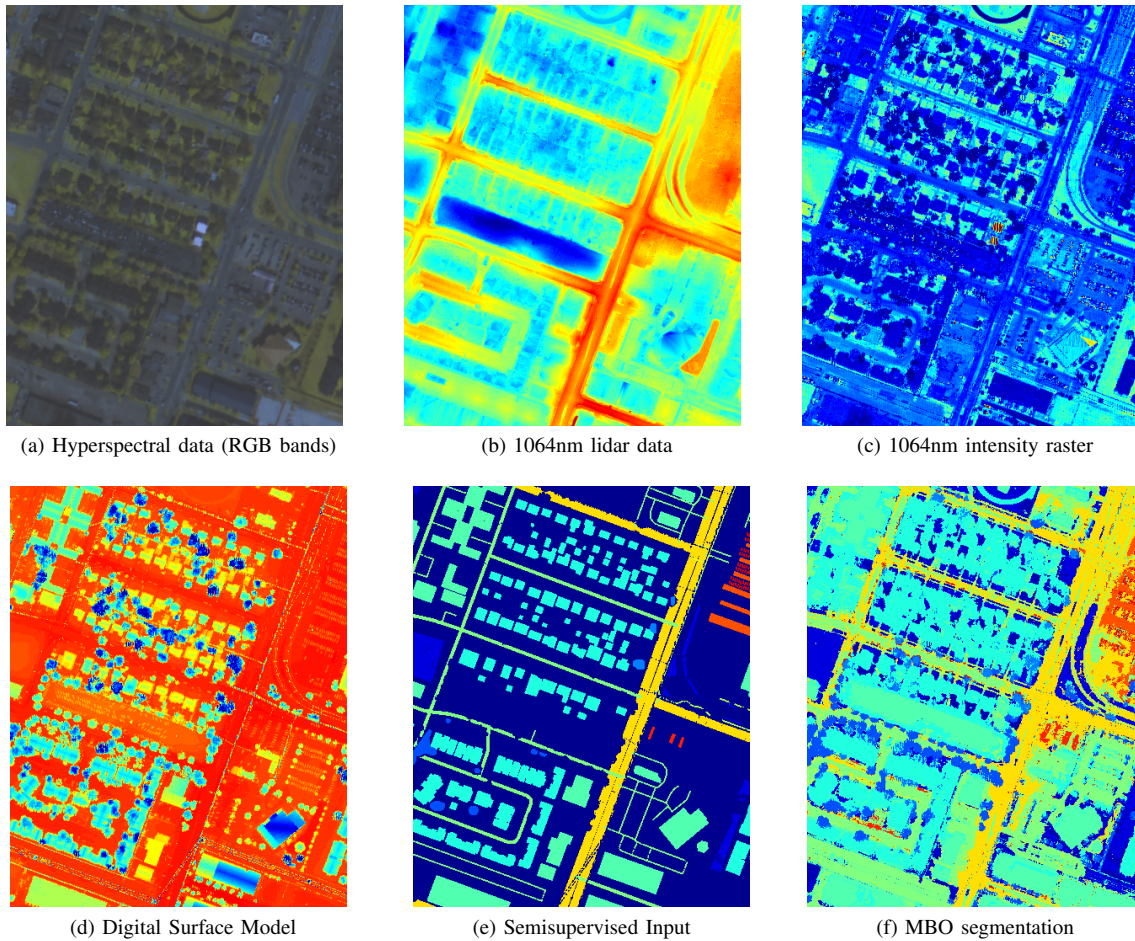 (a) Hyperspectral data (RGB bands)
(b) 1064nm lidar data
(c) 1064nm intensity raster
(d) Digital Surface Model
(e) Semisupervised Input
(f) MBO segmentation